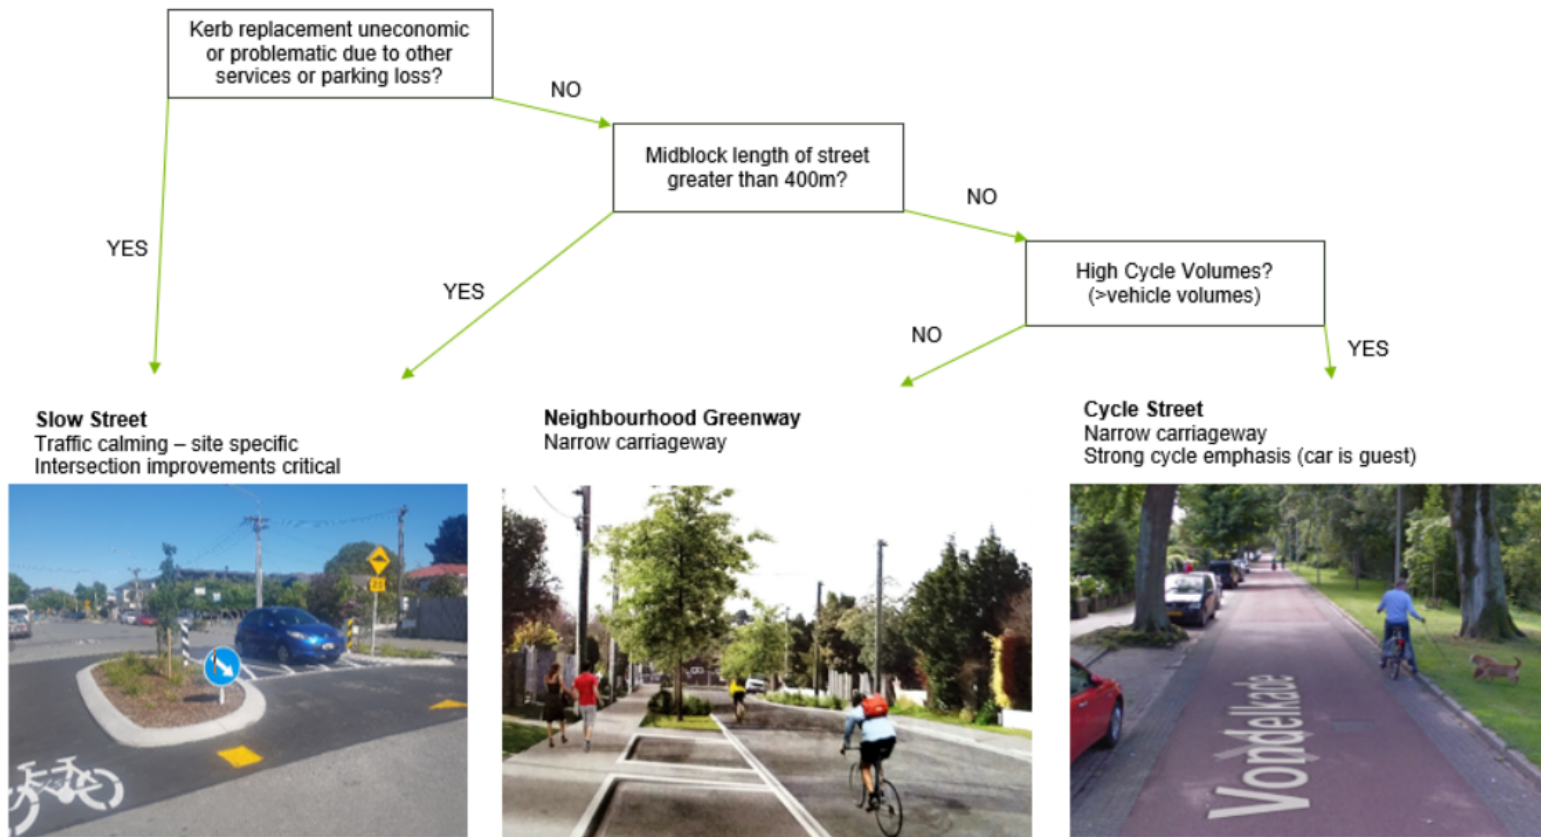 Kerb replacement uneconomic
or problematic due to other
services or parking loss?
NO
Midblock length of street
greater than 400m?
NO
YES
High Cycle Volumes?
(>vehicle volumes)
YES
NO
YES
Slow Street
Traffic calming – site specific
Intersection improvements critical
Neighbourhood Greenway
Narrow carriageway
Cycle Street
Narrow carriageway
Strong cycle emphasis (car is guest)
Vondelkade